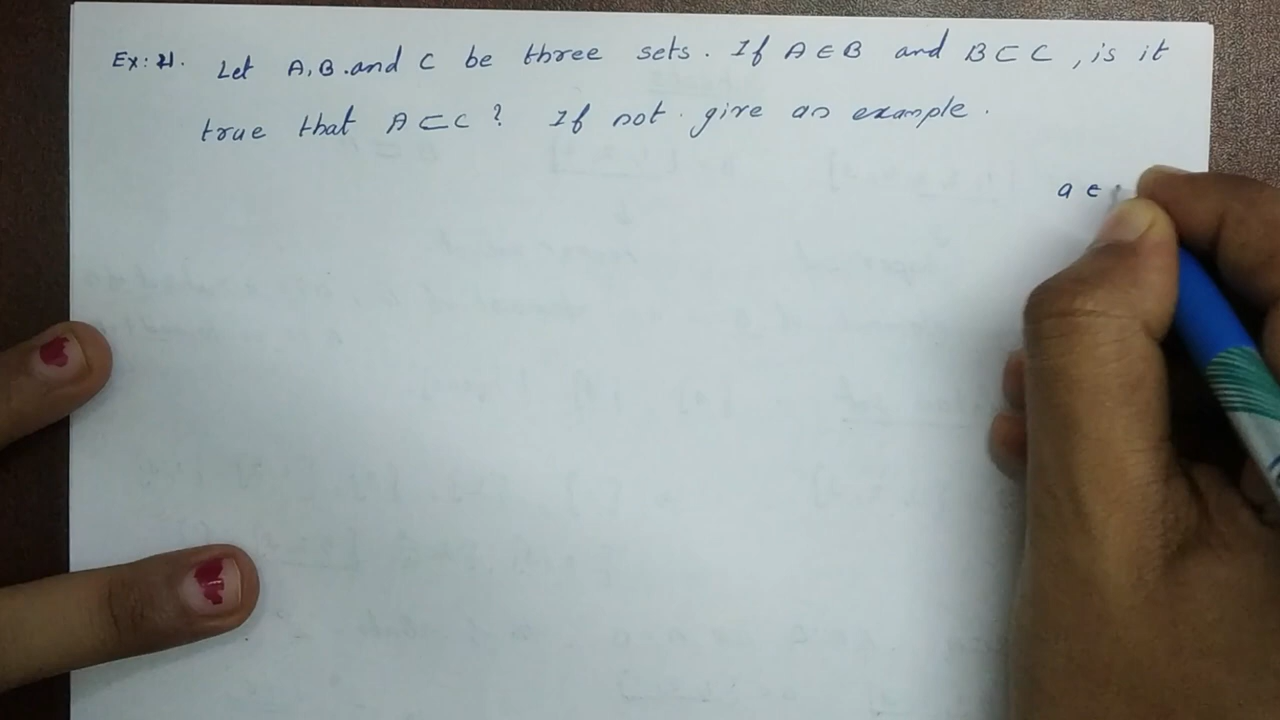 Ex: 21. Let A, B and C be three sets. If A ∈ B and B ⊂ C, is it
true that A ⊂ C? If not give an example.
a ∈